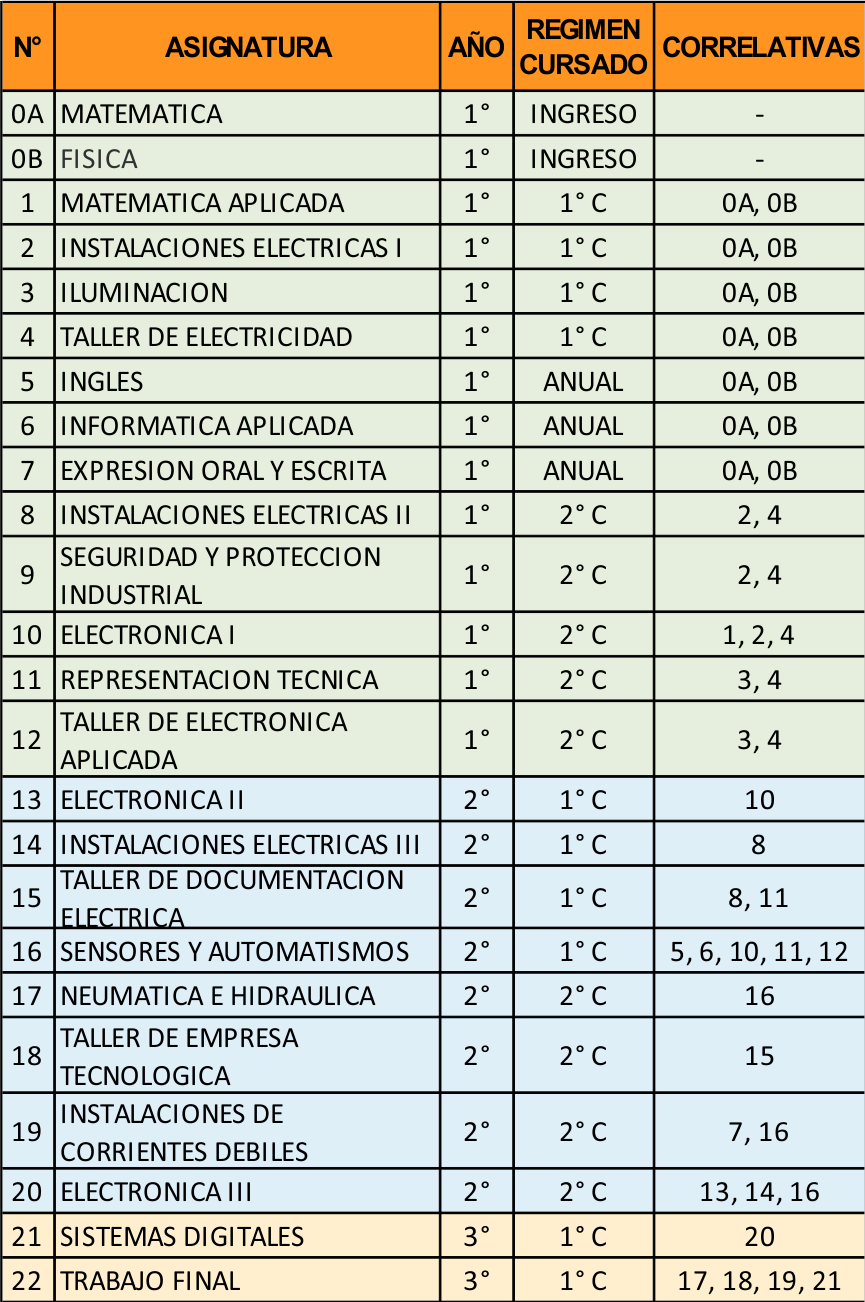 N° ASIGNATURA AÑO REGIMEN CURSADO CORRELATIVAS
0A MATEMATICA 1° INGRESO -
0B FISICA 1° INGRESO -
1 MATEMATICA APLICADA 1° 1° C 0A, 0B
2 INSTALACIONES ELECTRICAS I 1° 1° C 0A, 0B
3 ILUMINACION 1° 1° C 0A, 0B
4 TALLER DE ELECTRICIDAD 1° 1° C 0A, 0B
5 INGLES 1° ANUAL 0A, 0B
6 INFORMATICA APLICADA 1° ANUAL 0A, 0B
7 EXPRESION ORAL Y ESCRITA 1° ANUAL 0A, 0B
8 INSTALACIONES ELECTRICAS II 1° 2° C 2, 4
9 SEGURIDAD Y PROTECCION INDUSTRIAL 1° 2° C 2, 4
10 ELECTRONICA I 1° 2° C 1, 2, 4
11 REPRESENTACION TECNICA 1° 2° C 3, 4
12 TALLER DE ELECTRONICA APLICADA 1° 2° C 3, 4
13 ELECTRONICA II 2° 1° C 10
14 INSTALACIONES ELECTRICAS III 2° 1° C 8
15 TALLER DE DOCUMENTACION ELECTRICA 2° 1° C 8, 11
16 SENSORES Y AUTOMATISMOS 2° 1° C 5, 6, 10, 11, 12
17 NEUMATICA E HIDRAULICA 2° 2° C 16
18 TALLER DE EMPRESA TECNOLOGICA 2° 2° C 15
19 INSTALACIONES DE CORRIENTES DEBILES 2° 2° C 7, 16
20 ELECTRONICA III 2° 2° C 13, 14, 16
21 SISTEMAS DIGITALES 3° 1° C 20
22 TRABAJO FINAL 3° 1° C 17, 18, 19, 21